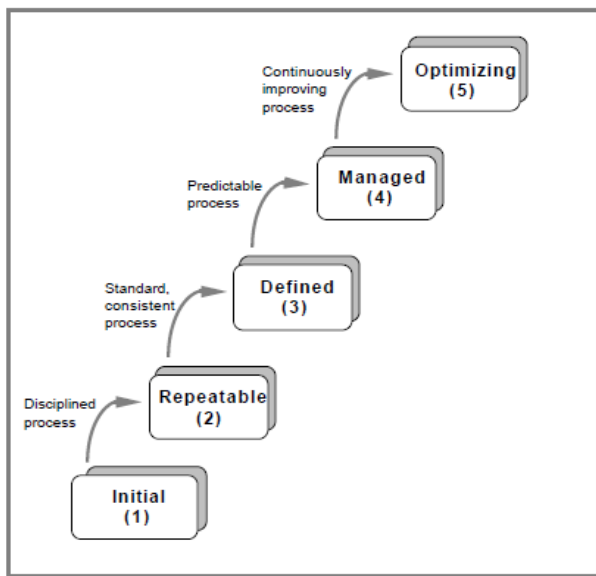 Continuously
improving
process
Optimizing
(5)
Predictable
process
Managed
(4)
Standard,
consistent
process
Defined
(3)
Disciplined
process
Repeatable
(2)
Initial
(1)